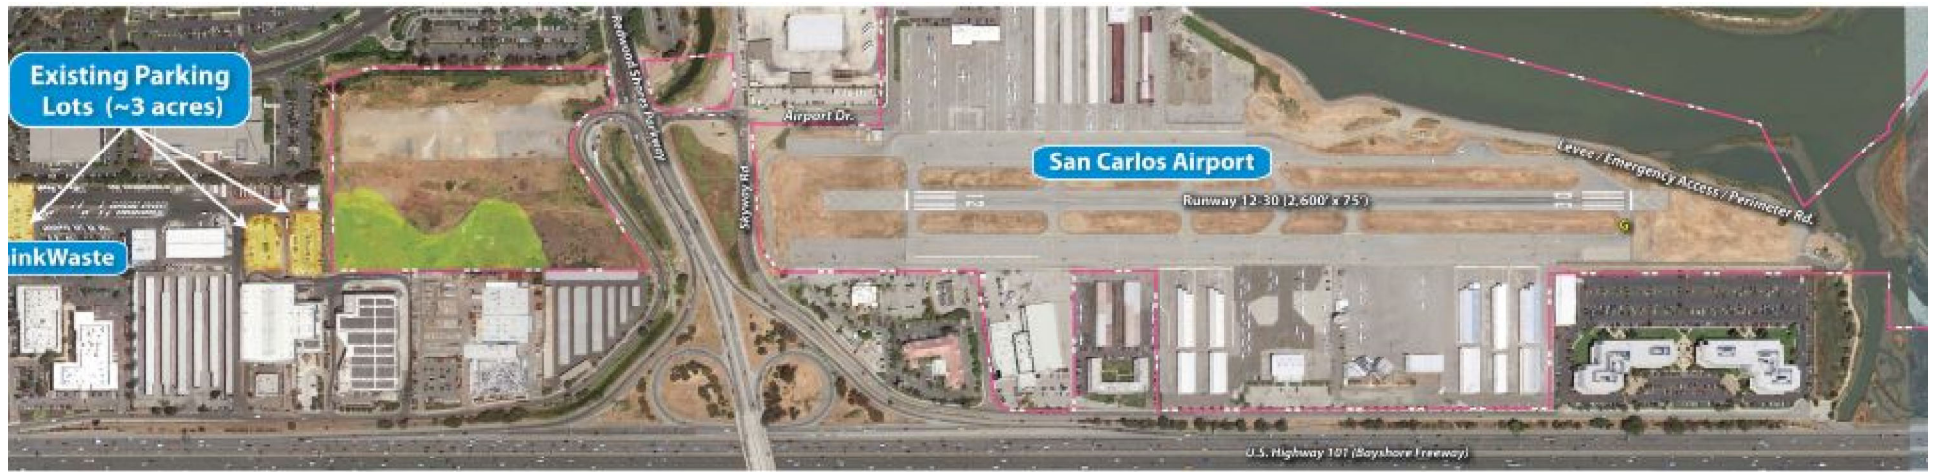 Existing Parking
Lots (~3 acres)
inkWaste
Redwood Shores Parkway
Skyway Rd
Airport Dr.
San Carlos Airport
Runway 12-30 (2,600' x 75')
Levee / Emergency Access / Perimeter Rd.
G
U.S. Highway 101 (Bayshore Freeway)